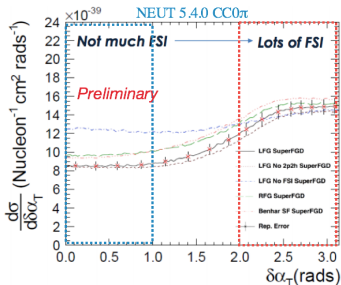 NEUT 5.4.0 CC0π
×10⁻³⁹
24
22
20
18
16
14
12
10
8
6
4
2
0
Not much FSI
Lots of FSI
Preliminary
LFG SuperFGD
LFG No 2p2h SuperFGD
LFG No FSI SuperFGD
RFG SuperFGD
Benhar SF SuperFGD
Rep. Error
dσ/dδα_T (Nucleon⁻¹ cm² rads⁻¹)
0.0 0.5 1.0 1.5 2.0 2.5 3.0
δα_T(rads)